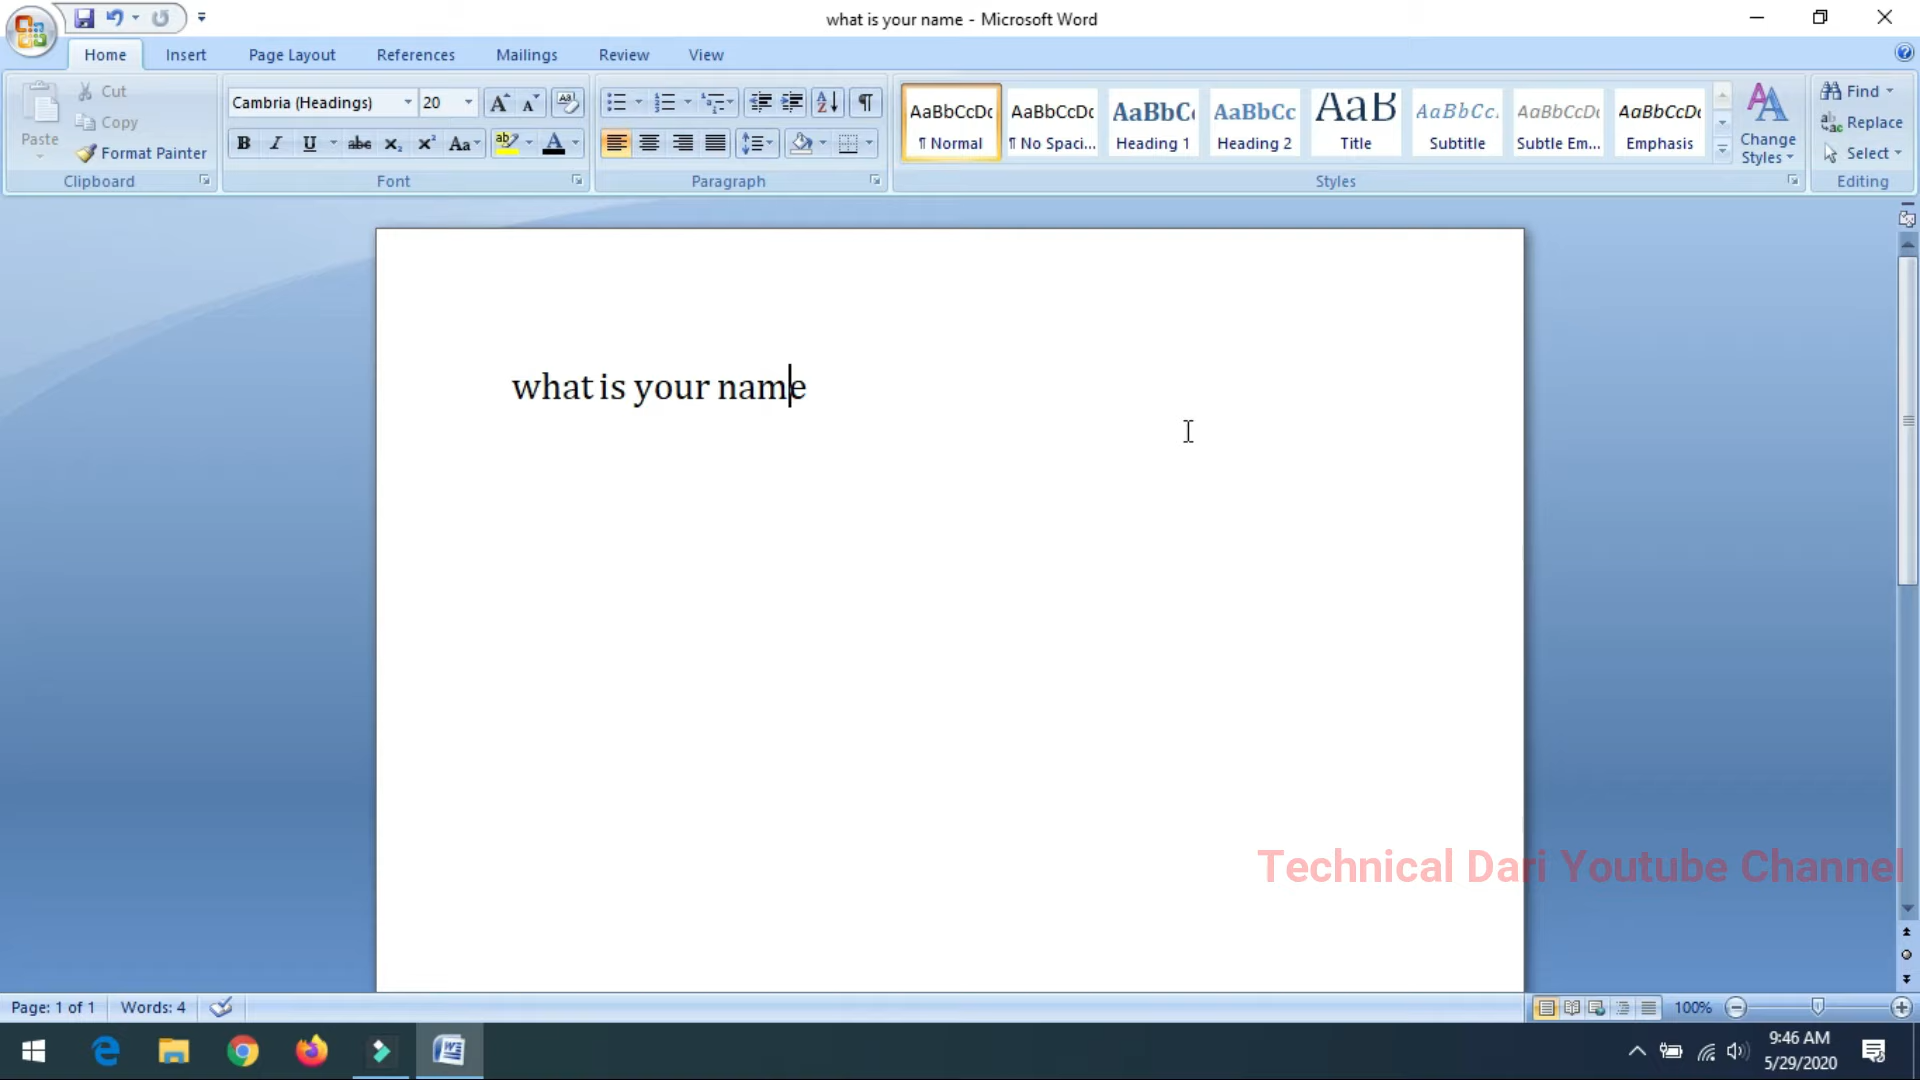 what is your name - Microsoft Word
Home Insert Page Layout References Mailings Review View
Paste
Cut
Copy
Format Painter
Clipboard
Cambria (Headings) 20
Font
Paragraph
AaBbCcDc AaBbCcDc AaBbC AaBbCc AaB AaBbCc. AaBbCcDc AaBbCcDc
¶ Normal ¶ No Spaci... Heading 1 Heading 2 Title Subtitle Subtle Em... Emphasis
Change
Styles
Styles
Find
Replace
Select
Editing
what is your name
Technical Dari Youtube Channel
Page: 1 of 1 Words: 4 100%
9:46 AM
5/29/2020